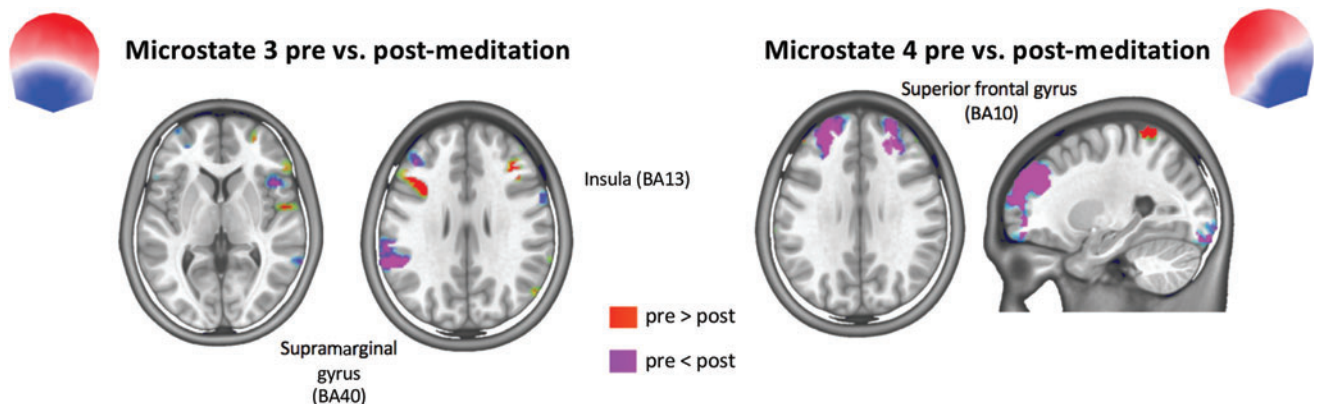 Microstate 3 pre vs. post-meditation
Microstate 4 pre vs. post-meditation
Superior frontal gyrus
(BA10)
Insula (BA13)
pre > post
pre < post
Supramarginal
gyrus
(BA40)